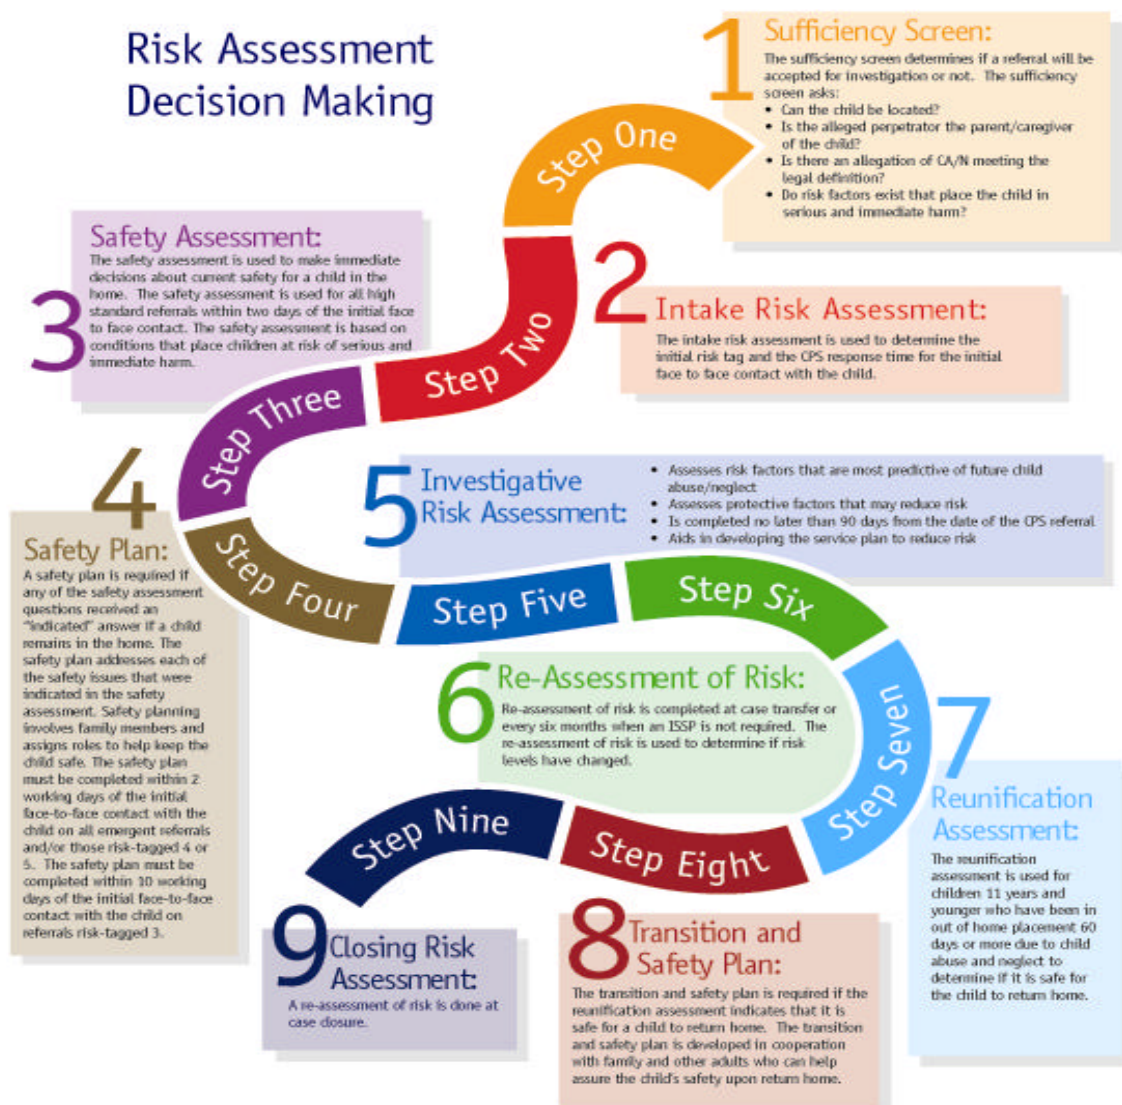 Risk Assessment
Decision Making
1
Sufficiency Screen:
The sufficiency screen determines if a referral will be
accepted for investigation or not. The sufficiency
screen asks:
• Can the child be located?
• Is the alleged perpetrator the parent/caregiver
of the child?
• Is there an allegation of CA/N meeting the
legal definition?
• Do risk factors exist that place the child in
serious and immediate harm?
Step One
2
Intake Risk Assessment:
The intake risk assessment is used to determine the
initial risk tag and the CPS response time for the initial
face to face contact with the child.
Step Two
3
Safety Assessment:
The safety assessment is used to make immediate
decisions about current safety for a child in the
home. The safety assessment is used for all high
standard referrals within two days of the initial face
to face contact. The safety assessment is based on
conditions that place children at risk of serious and
immediate harm.
Step Three
4
Safety Plan:
A safety plan is required if
any of the safety assessment
questions received an
"indicated" answer if a child
remains in the home. The
safety plan addresses each of
the safety issues that were
indicated in the safety
assessment. Safety planning
involves family members and
assigns roles to help keep the
child safe. The safety plan
must be completed within 2
working days of the initial
face-to-face contact with the
child on all emergent referrals
and/or those risk-tagged 4 or
5. The safety plan must be
completed within 10 working
days of the initial face-to-face
contact with the child on
referrals risk-tagged 3.
Step Four
5
Investigative
Risk Assessment:
• Assesses risk factors that are most predictive of future child
abuse/neglect
• Assesses protective factors that may reduce risk
• Is completed no later than 90 days from the date of the CPS referral
• Aids in developing the service plan to reduce risk
Step Five
Step Six
6
Re-Assessment of Risk:
Re-assessment of risk is completed at case transfer or
every six months when an ISSP is not required. The
re-assessment of risk is used to determine if risk
levels have changed.
Step Seven
7
Reunification
Assessment:
The reunification
assessment is used for
children 11 years and
younger who have been in
out of home placement 60
days or more due to child
abuse and neglect to
determine if it is safe for
the child to return home.
Step Eight
8
Transition and
Safety Plan:
The transition and safety plan is required if the
reunification assessment indicates that it is
safe for a child to return home. The transition
and safety plan is developed in cooperation
with family and other adults who can help
assure the child's safety upon return home.
Step Nine
9
Closing Risk
Assessment:
A re-assessment of risk is done at
case closure.